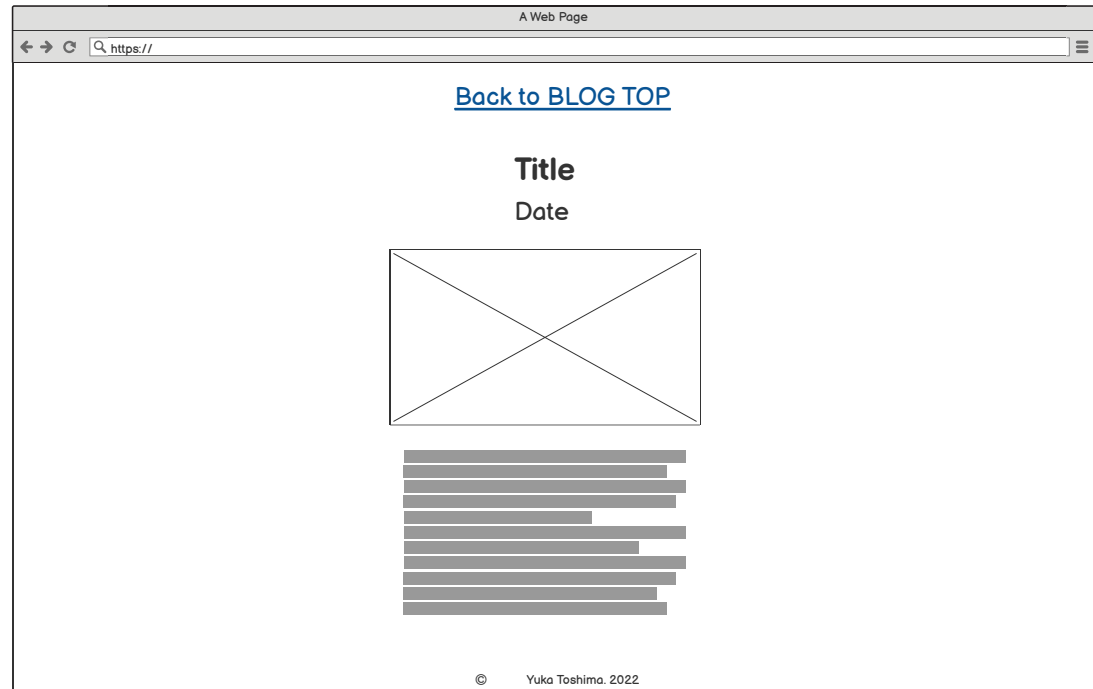 A Web Page
https://
Back to BLOG TOP
Title
Date
© Yuka Toshima. 2022